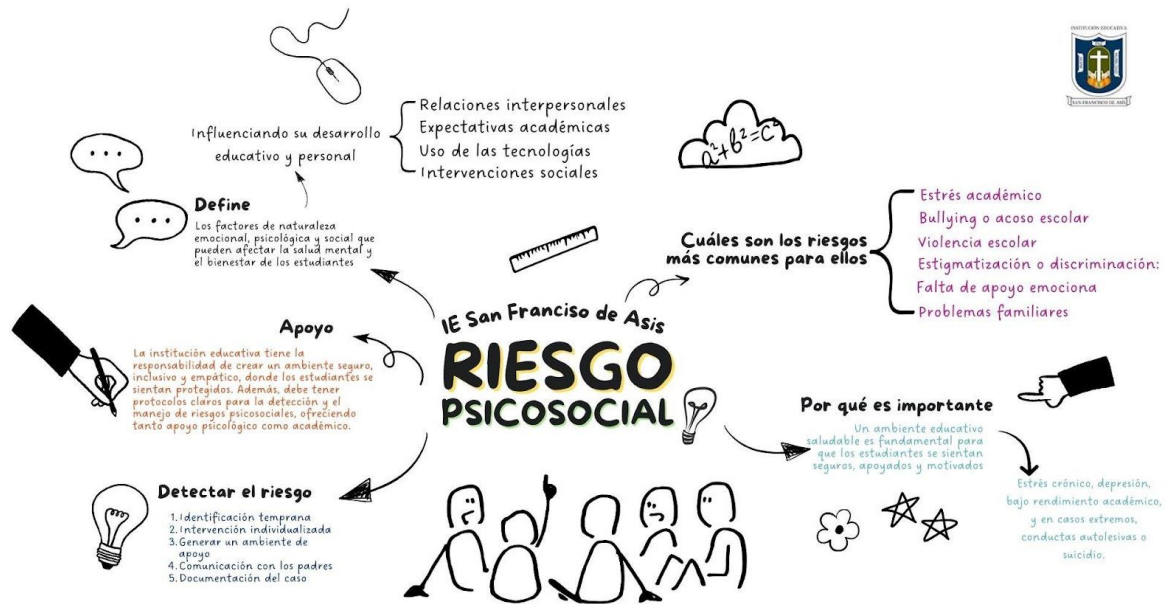 INSTITUCIÓN EDUCATIVA
SAN FRANCISCO DE ASÍS
Influenciando su desarrollo
educativo y personal
Relaciones interpersonales
Expectativas académicas
Uso de las tecnologías
Intervenciones sociales
a²+b²=c²
Define
Los factores de naturaleza
emocional, psicológica y social que
pueden afectar la salud mental y
el bienestar de los estudiantes
Cuáles son los riesgos
más comunes para ellos
Estrés académico
Bullying o acoso escolar
Violencia escolar
Estigmatización o discriminación:
Falta de apoyo emociona
Problemas familiares
IE San Franciso de Asis
RIESGO
PSICOSOCIAL
Apoyo
La institución educativa tiene la
responsabilidad de crear un ambiente seguro,
inclusivo y empático, donde los estudiantes se
sientan protegidos. Además, debe tener
protocolos claros para la detección y el
manejo de riesgos psicosociales, ofreciendo
tanto apoyo psicológico como académico.
Por qué es importante
Un ambiente educativo
saludable es fundamental para
que los estudiantes se sientan
seguros, apoyados y motivados
Estrés crónico, depresión,
bajo rendimiento académico,
y en casos extremos,
conductas autolesivas o
suicidio.
Detectar el riesgo
1. Identificación temprana
2. Intervención individualizada
3. Generar un ambiente de
apoyo
4. Comunicación con los padres
5. Documentación del caso